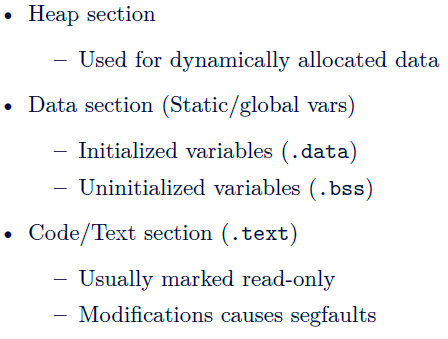 • Heap section
– Used for dynamically allocated data
• Data section (Static/global vars)
– Initialized variables (.data)
– Uninitialized variables (.bss)
• Code/Text section (.text)
– Usually marked read-only
– Modifications causes segfaults